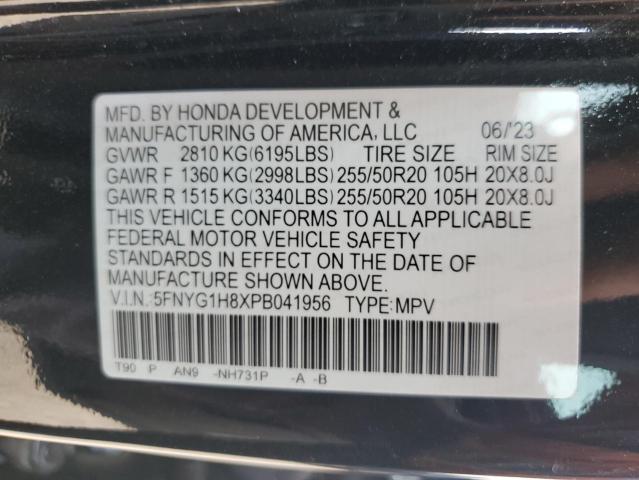 MFD. BY HONDA DEVELOPMENT &
MANUFACTURING OF AMERICA, LLC 06/'23
GVWR 2810 KG(6195LBS) TIRE SIZE RIM SIZE
GAWR F 1360 KG(2998LBS) 255/50R20 105H 20X8.0J
GAWR R 1515 KG(3340LBS) 255/50R20 105H 20X8.0J
THIS VEHICLE CONFORMS TO ALL APPLICABLE
FEDERAL MOTOR VEHICLE SAFETY
STANDARDS IN EFFECT ON THE DATE OF
MANUFACTURE SHOWN ABOVE.
V.I.N.:5FNYG1H8XPB041956 TYPE:MPV
T90 P AN9 -NH731P -A -B